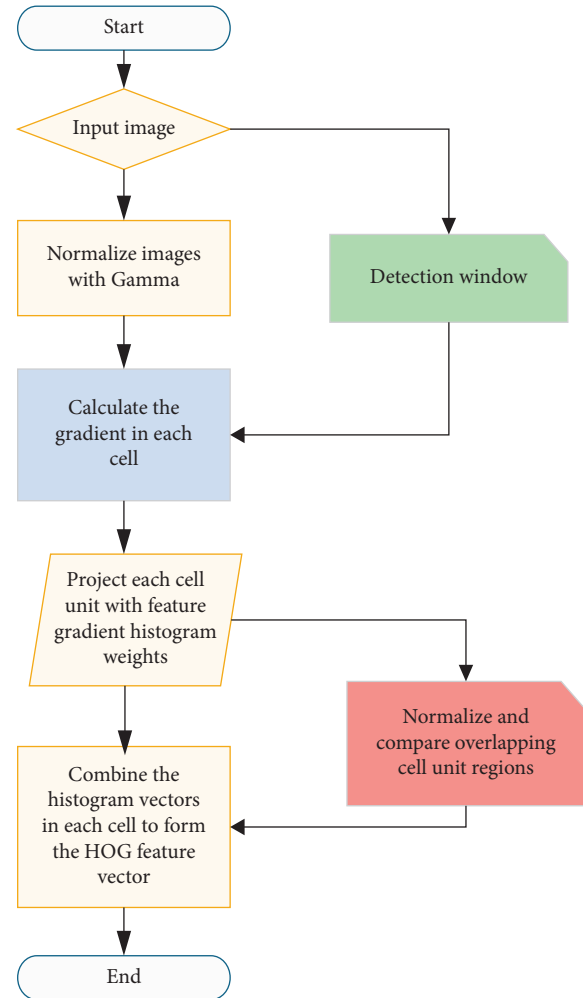 Start
Input image
Normalize images
with Gamma
Detection window
Calculate the
gradient in each
cell
Project each cell
unit with feature
gradient histogram
weights
Normalize and
compare overlapping
cell unit regions
Combine the
histogram vectors
in each cell to form
the HOG feature
vector
End